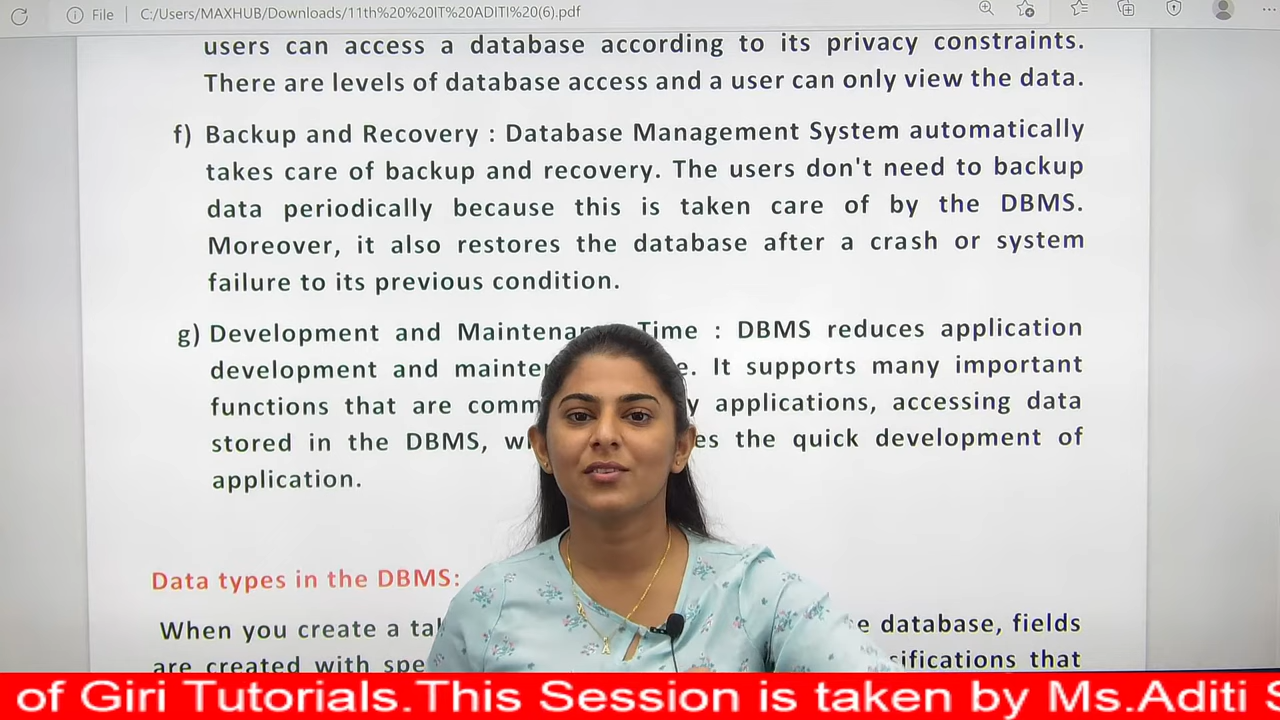 File
C:/Users/MAXHUB/Downloads/11th%20%20IT%20ADITI%20(6).pdf
users can access a database according to its privacy constraints.
There are levels of database access and a user can only view the data.
f) Backup and Recovery : Database Management System automatically
takes care of backup and recovery. The users don't need to backup
data periodically because this is taken care of by the DBMS.
Moreover, it also restores the database after a crash or system
failure to its previous condition.
g) Development and Maintenan Time : DBMS reduces application
development and mainte e. It supports many important
functions that are comm y applications, accessing data
stored in the DBMS, w es the quick development of
application.
Data types in the DBMS:
When you create a ta e database, fields
are created with spe sifications that
of Giri Tutorials.This Session is taken by Ms.Aditi S